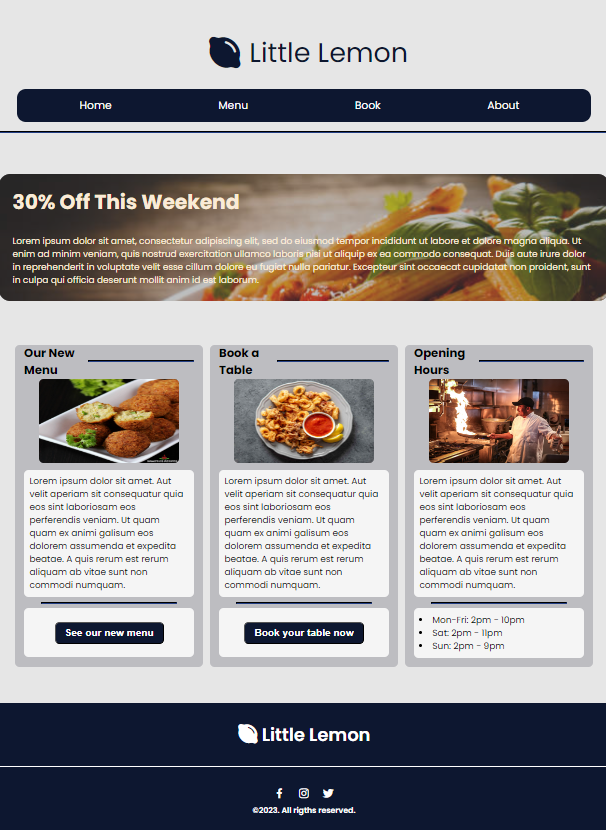 Little Lemon
Home Menu Book About
30% Off This Weekend
Lorem ipsum dolor sit amet, consectetur adipiscing elit, sed do eiusmod tempor incididunt ut labore et dolore magna aliqua. Ut
enim ad minim veniam, quis nostrud exercitation ullamco laboris nisi ut aliquip ex ea commodo consequat. Duis aute irure dolor
in reprehenderit in voluptate velit esse cillum dolore eu fugiat nulla pariatur. Excepteur sint occaecat cupidatat non proident, sunt
in culpa qui officia deserunt mollit anim id est laborum.
Our New
Menu
Lorem ipsum dolor sit amet. Aut
velit aperiam sit consequatur quia
eos sint laboriosam eos
perferendis veniam. Ut quam
quam ex animi galisum eos
dolorem assumenda et expedita
beatae. A quis rerum est rerum
aliquam ab vitae sunt non
commodi numquam.
See our new menu
Book a
Table
Lorem ipsum dolor sit amet. Aut
velit aperiam sit consequatur quia
eos sint laboriosam eos
perferendis veniam. Ut quam
quam ex animi galisum eos
dolorem assumenda et expedita
beatae. A quis rerum est rerum
aliquam ab vitae sunt non
commodi numquam.
Book your table now
Opening
Hours
Lorem ipsum dolor sit amet. Aut
velit aperiam sit consequatur quia
eos sint laboriosam eos
perferendis veniam. Ut quam
quam ex animi galisum eos
dolorem assumenda et expedita
beatae. A quis rerum est rerum
aliquam ab vitae sunt non
commodi numquam.
Mon-Fri: 2pm - 10pm
Sat: 2pm - 11pm
Sun: 2pm - 9pm
Little Lemon
©2023. All rigths reserved.